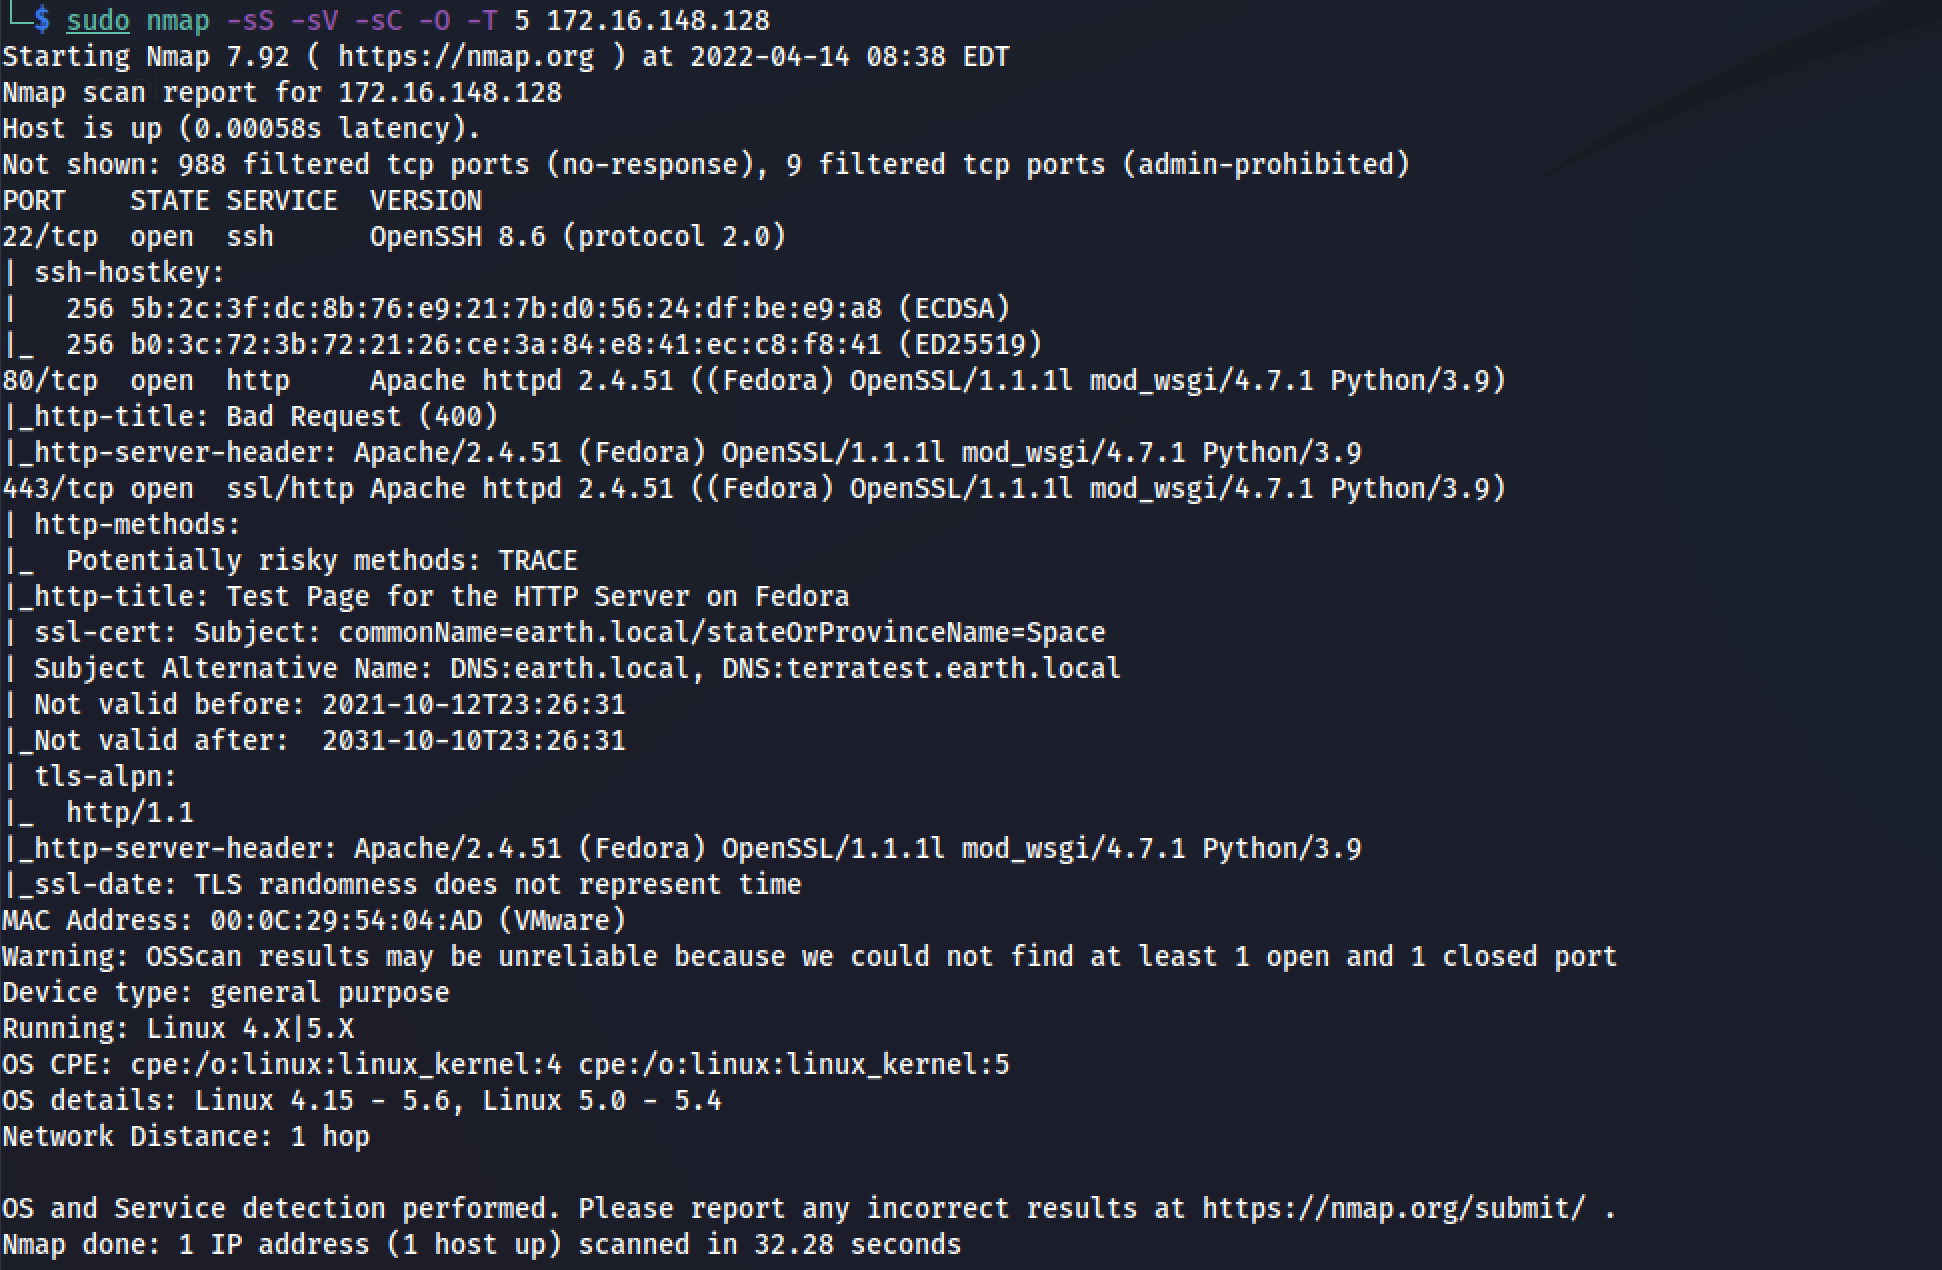 └─$ sudo nmap -sS -sV -sC -O -T 5 172.16.148.128
Starting Nmap 7.92 ( https://nmap.org ) at 2022-04-14 08:38 EDT
Nmap scan report for 172.16.148.128
Host is up (0.00058s latency).
Not shown: 988 filtered tcp ports (no-response), 9 filtered tcp ports (admin-prohibited)
PORT    STATE SERVICE  VERSION
22/tcp  open  ssh      OpenSSH 8.6 (protocol 2.0)
| ssh-hostkey:
|   256 5b:2c:3f:dc:8b:76:e9:21:7b:d0:56:24:df:be:e9:a8 (ECDSA)
|_  256 b0:3c:72:3b:72:21:26:ce:3a:84:e8:41:ec:c8:f8:41 (ED25519)
80/tcp  open  http     Apache httpd 2.4.51 ((Fedora) OpenSSL/1.1.1l mod_wsgi/4.7.1 Python/3.9)
|_http-title: Bad Request (400)
|_http-server-header: Apache/2.4.51 (Fedora) OpenSSL/1.1.1l mod_wsgi/4.7.1 Python/3.9
443/tcp open  ssl/http Apache httpd 2.4.51 ((Fedora) OpenSSL/1.1.1l mod_wsgi/4.7.1 Python/3.9)
| http-methods:
|_  Potentially risky methods: TRACE
|_http-title: Test Page for the HTTP Server on Fedora
| ssl-cert: Subject: commonName=earth.local/stateOrProvinceName=Space
| Subject Alternative Name: DNS:earth.local, DNS:terratest.earth.local
| Not valid before: 2021-10-12T23:26:31
|_Not valid after:  2031-10-10T23:26:31
| tls-alpn:
|_  http/1.1
|_http-server-header: Apache/2.4.51 (Fedora) OpenSSL/1.1.1l mod_wsgi/4.7.1 Python/3.9
|_ssl-date: TLS randomness does not represent time
MAC Address: 00:0C:29:54:04:AD (VMware)
Warning: OSScan results may be unreliable because we could not find at least 1 open and 1 closed port
Device type: general purpose
Running: Linux 4.X|5.X
OS CPE: cpe:/o:linux:linux_kernel:4 cpe:/o:linux:linux_kernel:5
OS details: Linux 4.15 - 5.6, Linux 5.0 - 5.4
Network Distance: 1 hop

OS and Service detection performed. Please report any incorrect results at https://nmap.org/submit/ .
Nmap done: 1 IP address (1 host up) scanned in 32.28 seconds